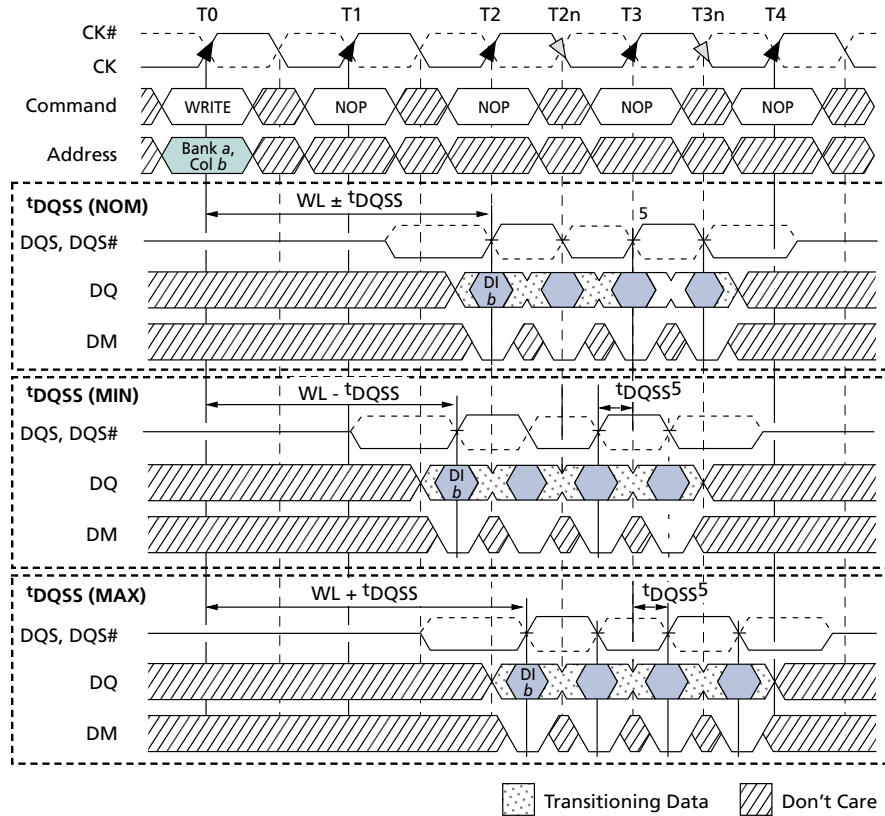 T0 T1 T2 T2n T3 T3n T4
CK#
CK
Command WRITE NOP NOP NOP NOP
Address Bank a,
Col b
tDQSS (NOM) WL ± tDQSS
5
DQS, DQS#
DQ DI
b
DM
tDQSS (MIN) WL - tDQSS tDQSS5
DQS, DQS#
DQ DI
b
DM
tDQSS (MAX) WL + tDQSS tDQSS5
DQS, DQS#
DQ DI
b
DM
Transitioning Data Don't Care